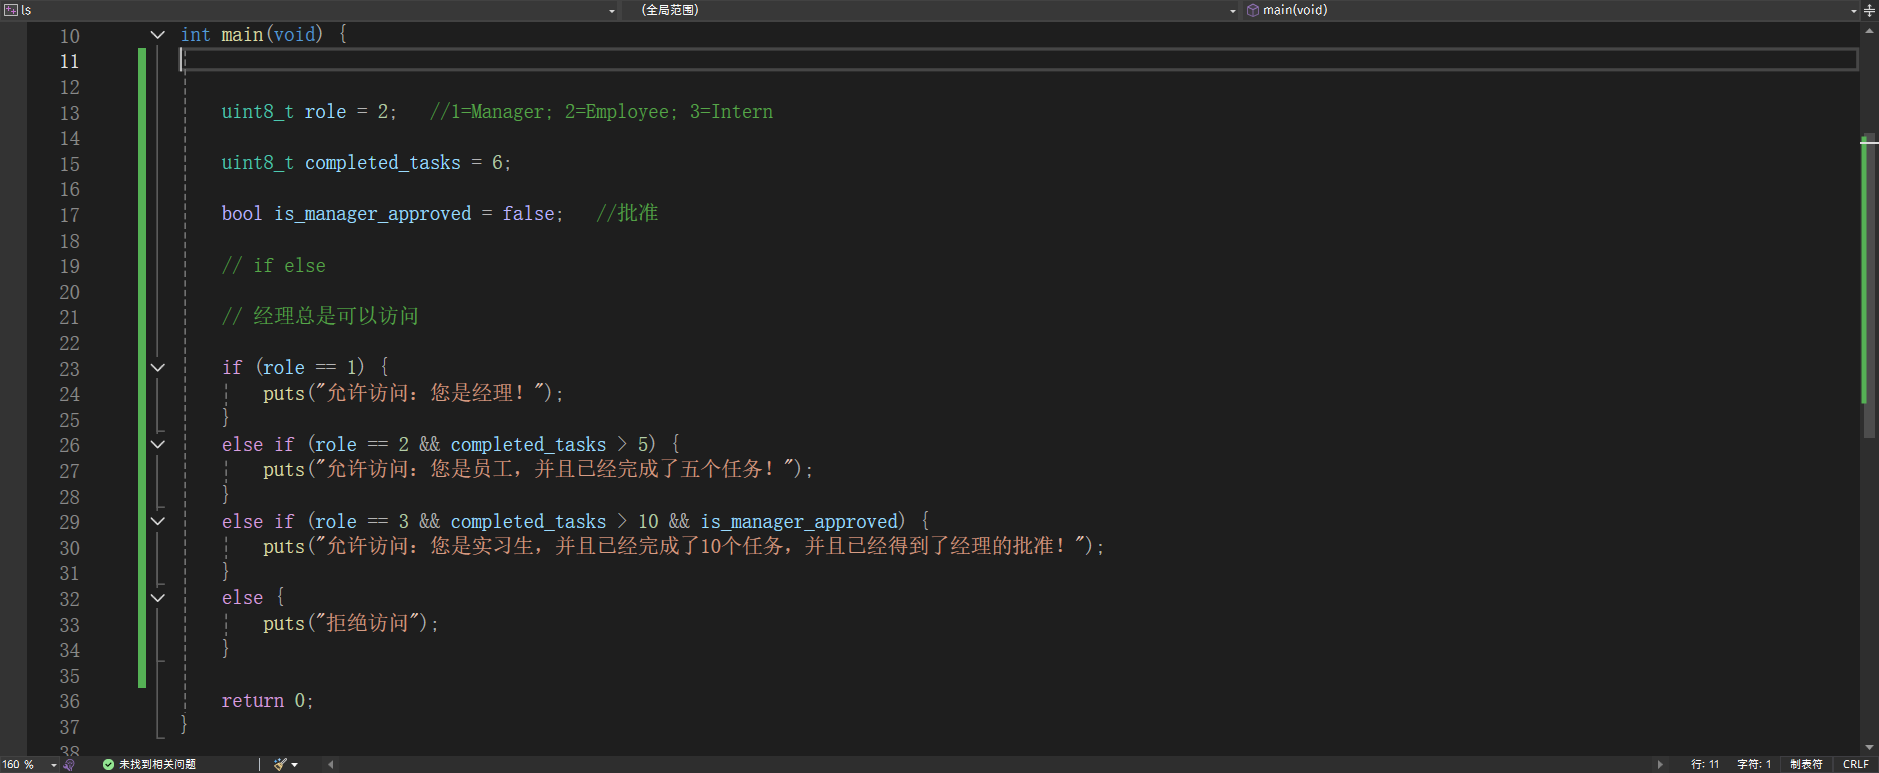 ls (全局范围) main(void)
10 int main(void) {
11
12
13 uint8_t role = 2; //1=Manager; 2=Employee; 3=Intern
14
15 uint8_t completed_tasks = 6;
16
17 bool is_manager_approved = false; //批准
18
19 // if else
20
21 // 经理总是可以访问
22
23 if (role == 1) {
24 puts("允许访问：您是经理！");
25 }
26 else if (role == 2 && completed_tasks > 5) {
27 puts("允许访问：您是员工，并且已经完成了五个任务！");
28 }
29 else if (role == 3 && completed_tasks > 10 && is_manager_approved) {
30 puts("允许访问：您是实习生，并且已经完成了10个任务，并且已经得到了经理的批准！");
31 }
32 else {
33 puts("拒绝访问");
34 }
35
36 return 0;
37 }
38
160 % 未找到相关问题 行: 11 字符: 1 制表符 CRLF